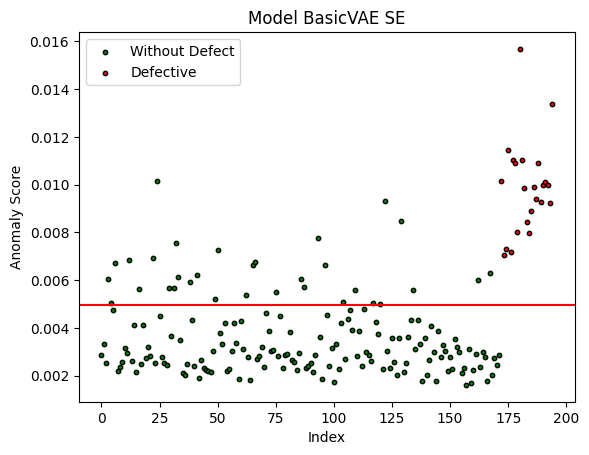 Model BasicVAE SE
Without Defect
Defective
0.016
0.014
0.012
0.010
0.008
0.006
0.004
0.002
Anomaly Score
0 25 50 75 100 125 150 175 200
Index